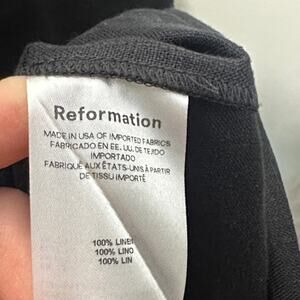 Reformation
MADE IN USA OF IMPORTED FABRICS
FABRICADO EN EE. UU. DE TEJIDO
IMPORTADO
FABRIQUÉ AUX ÉTATS-UNIS À PARTIR
DE TISSU IMPORTÉ
100% LINEN
100% LINO
100% LIN